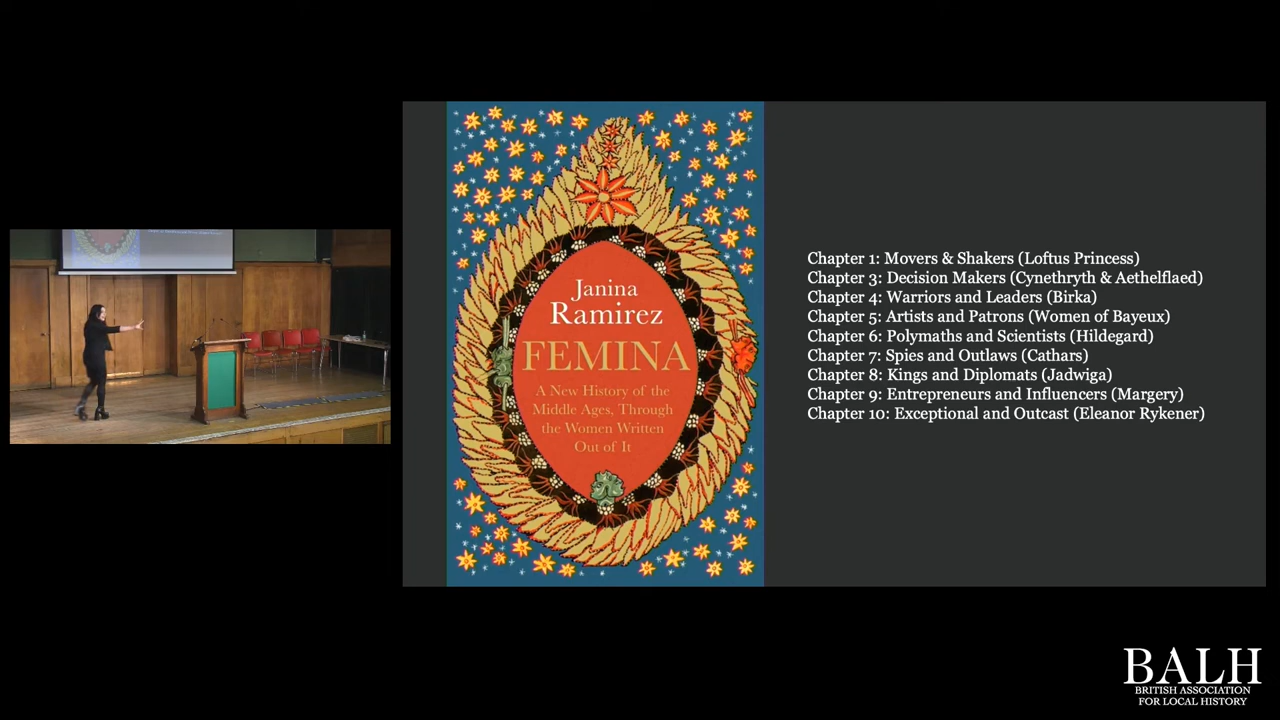 Janina
Ramirez
FEMINA
A New History of the
Middle Ages, Through
the Women Written
Out of It
Chapter 1: Movers & Shakers (Loftus Princess)
Chapter 3: Decision Makers (Cynethryth & Aethelflaed)
Chapter 4: Warriors and Leaders (Birka)
Chapter 5: Artists and Patrons (Women of Bayeux)
Chapter 6: Polymaths and Scientists (Hildegard)
Chapter 7: Spies and Outlaws (Cathars)
Chapter 8: Kings and Diplomats (Jadwiga)
Chapter 9: Entrepreneurs and Influencers (Margery)
Chapter 10: Exceptional and Outcast (Eleanor Rykener)
BALH
BRITISH ASSOCIATION
FOR LOCAL HISTORY